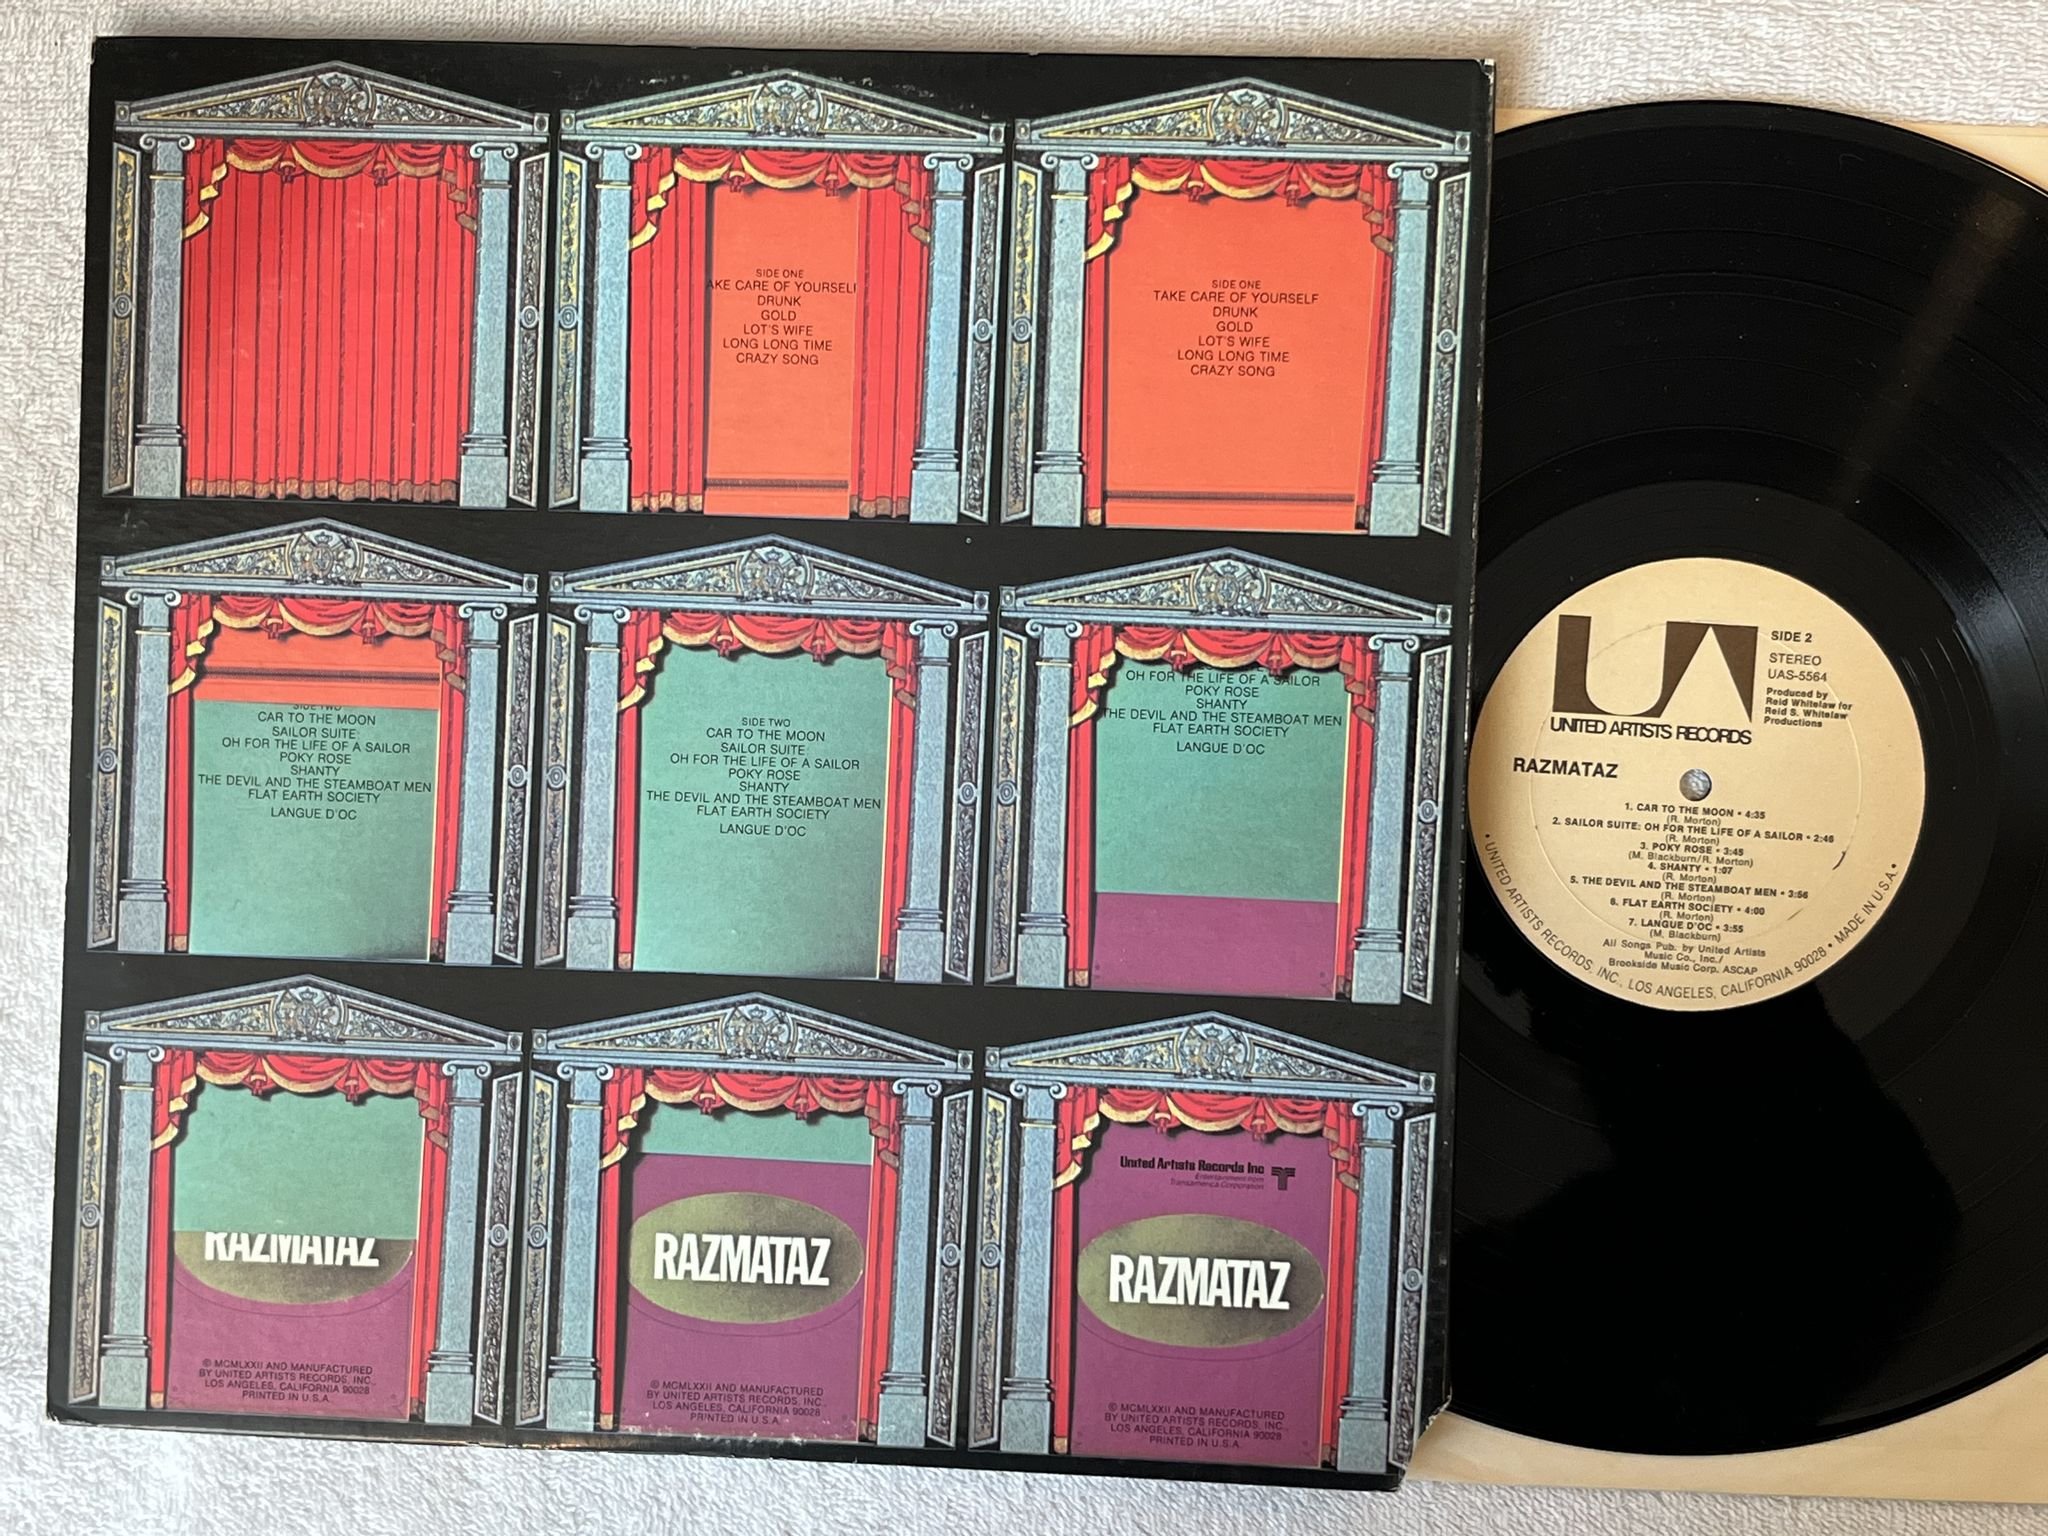 SIDE ONE
AKE CARE OF YOURSELF
DRUNK
GOLD
LOT'S WIFE
LONG LONG TIME
CRAZY SONG
SIDE ONE
TAKE CARE OF YOURSELF
DRUNK
GOLD
LOT'S WIFE
LONG LONG TIME
CRAZY SONG
SIDE TWO
CAR TO THE MOON
SAILOR SUITE:
OH FOR THE LIFE OF A SAILOR
POKY ROSE
SHANTY
THE DEVIL AND THE STEAMBOAT MEN
FLAT EARTH SOCIETY
LANGUE D'OC
SIDE TWO
CAR TO THE MOON
SAILOR SUITE:
OH FOR THE LIFE OF A SAILOR
POKY ROSE
SHANTY
THE DEVIL AND THE STEAMBOAT MEN
FLAT EARTH SOCIETY
LANGUE D'OC
OH FOR THE LIFE OF A SAILOR
POKY ROSE
SHANTY
THE DEVIL AND THE STEAMBOAT MEN
FLAT EARTH SOCIETY
LANGUE D'OC
RAZMATAZ
© MCMLXXII AND MANUFACTURED
BY UNITED ARTISTS RECORDS, INC.,
LOS ANGELES, CALIFORNIA 90028
PRINTED IN U.S.A.
RAZMATAZ
© MCMLXXII AND MANUFACTURED
BY UNITED ARTISTS RECORDS, INC.,
LOS ANGELES, CALIFORNIA 90028
PRINTED IN U.S.A.
United Artists Records Inc
Entertainment from
Transamerica Corporation
RAZMATAZ
© MCMLXXII AND MANUFACTURED
BY UNITED ARTISTS RECORDS, INC.
LOS ANGELES, CALIFORNIA 90028
PRINTED IN U.S.A.
UA
UNITED ARTISTS RECORDS
SIDE 2
STEREO
UAS-5564
Produced by
Reid Whitelaw for
Reid S. Whitelaw
Productions
RAZMATAZ
1. CAR TO THE MOON • 4:35
(R. Morton)
2. SAILOR SUITE: OH FOR THE LIFE OF A SAILOR • 2:46
(R. Morton)
3. POKY ROSE • 3:45
(M. Blackburn/R. Morton)
4. SHANTY • 1:07
(R. Morton)
5. THE DEVIL AND THE STEAMBOAT MEN • 3:56
(R. Morton)
6. FLAT EARTH SOCIETY • 4:00
(R. Morton)
7. LANGUE D'OC • 3:55
(M. Blackburn)
All Songs Pub. by United Artists
Music Co., Inc./
Brookside Music Corp. ASCAP
• UNITED ARTISTS RECORDS, INC., LOS ANGELES, CALIFORNIA 90028 • MADE IN U.S.A. •